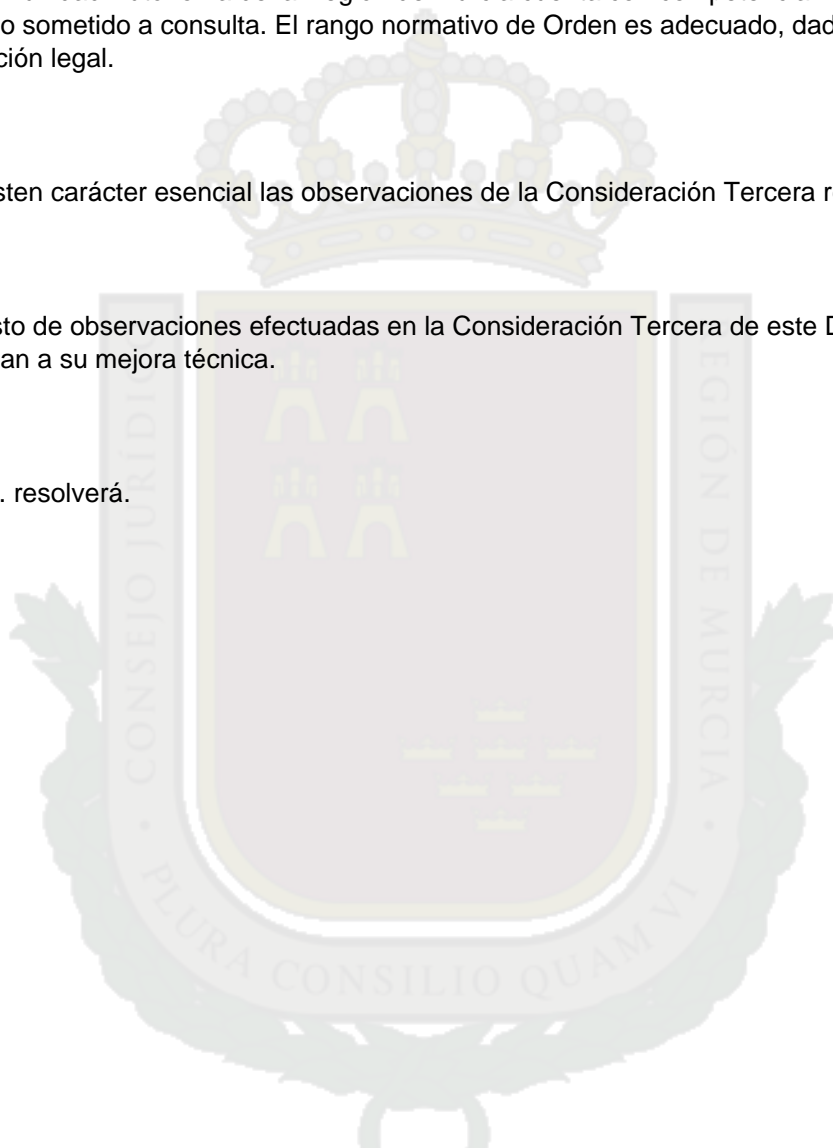 o sometido a consulta. El rango normativo de Orden es adecuado, dad
ción legal.
sten carácter esencial las observaciones de la Consideración Tercera r
sto de observaciones efectuadas en la Consideración Tercera de este D
an a su mejora técnica.
. resolverá.
CONSEJO JURÍDICO
REGIÓN DE MURCIA
PLURA CONSILIO QUAM VI